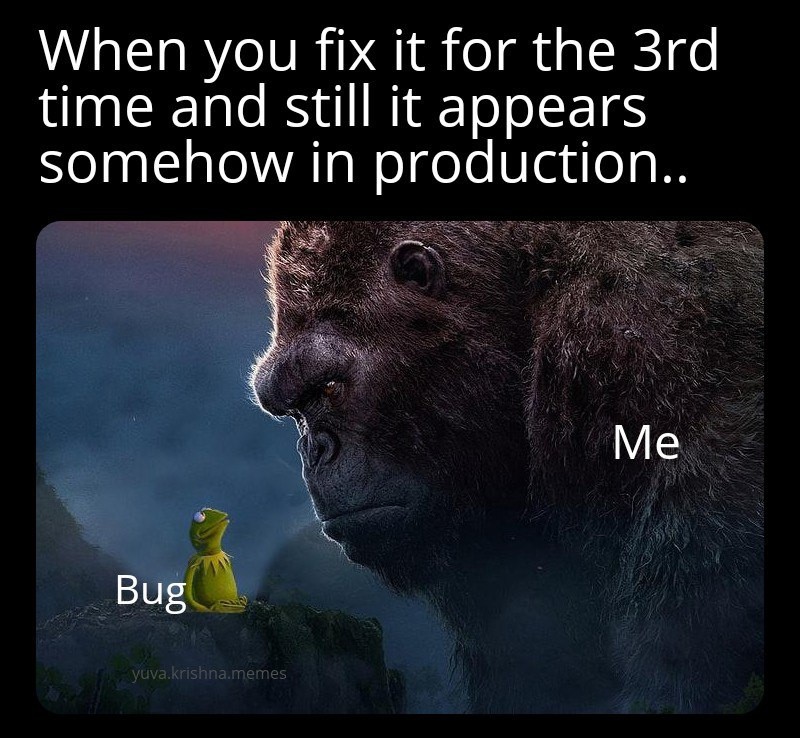 When you fix it for the 3rd
time and still it appears
somehow in production..
Me
Bug
yuva.krishna.memes